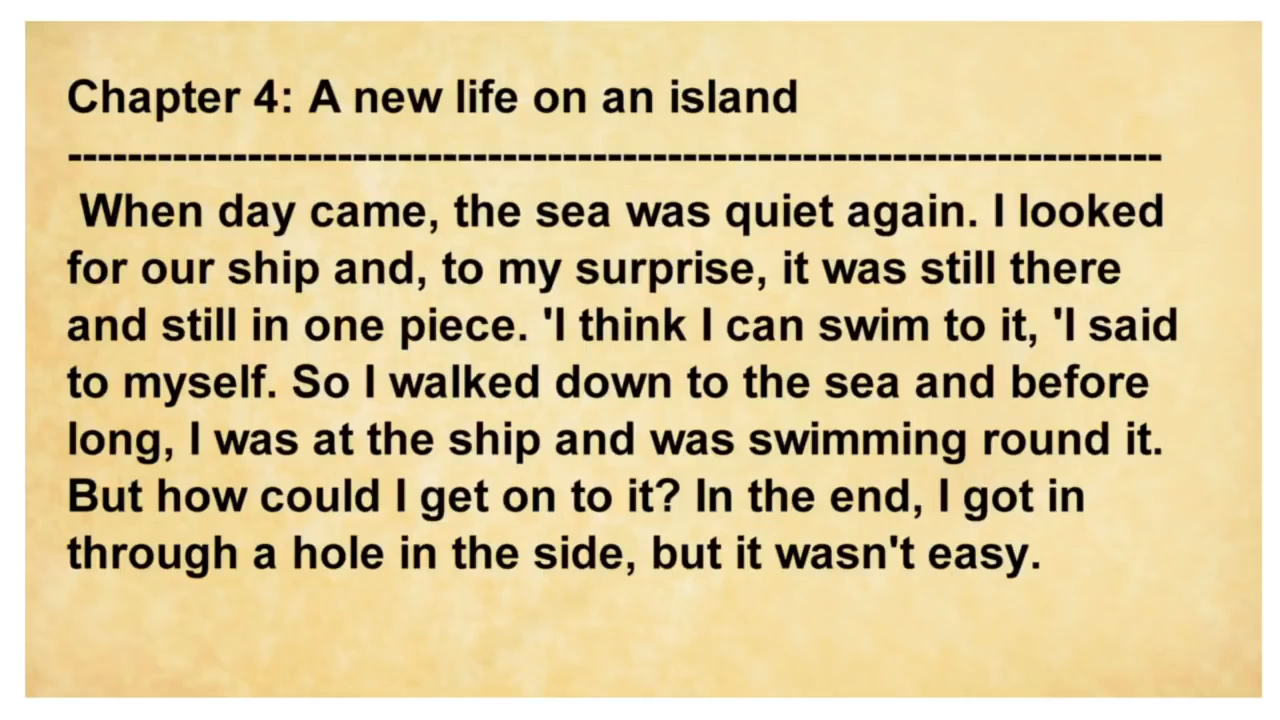 Chapter 4: A new life on an island
-------------------------------------------------------------------------
When day came, the sea was quiet again. I looked
for our ship and, to my surprise, it was still there
and still in one piece. 'I think I can swim to it, 'I said
to myself. So I walked down to the sea and before
long, I was at the ship and was swimming round it.
But how could I get on to it? In the end, I got in
through a hole in the side, but it wasn't easy.